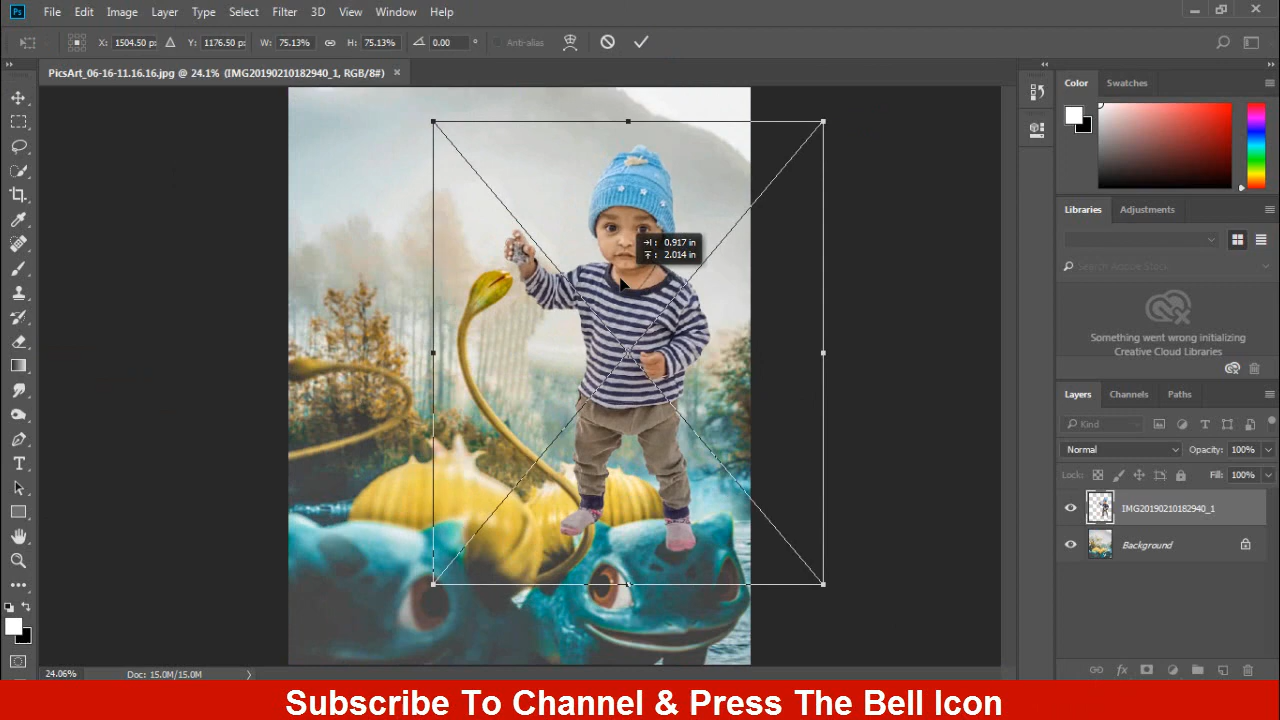 Ps File Edit Image Layer Type Select Filter 3D View Window Help
X: 1504.50 px Y: 1176.50 px W: 75.13% H: 75.13% 0.00 ° Anti-alias
PicsArt_06-16-11.16.16.jpg @ 24.1% (IMG20190210182940_1, RGB/8#) ×
Color Swatches
Libraries Adjustments
Search Adobe Stock
Something went wrong initializing
Creative Cloud Libraries
Layers Channels Paths
Kind
Normal Opacity: 100%
Lock: Fill: 100%
IMG20190210182940_1
Background
→|: 0.917 in
2.014 in
24.06% Doc: 15.0M/15.0M
Subscribe To Channel & Press The Bell Icon